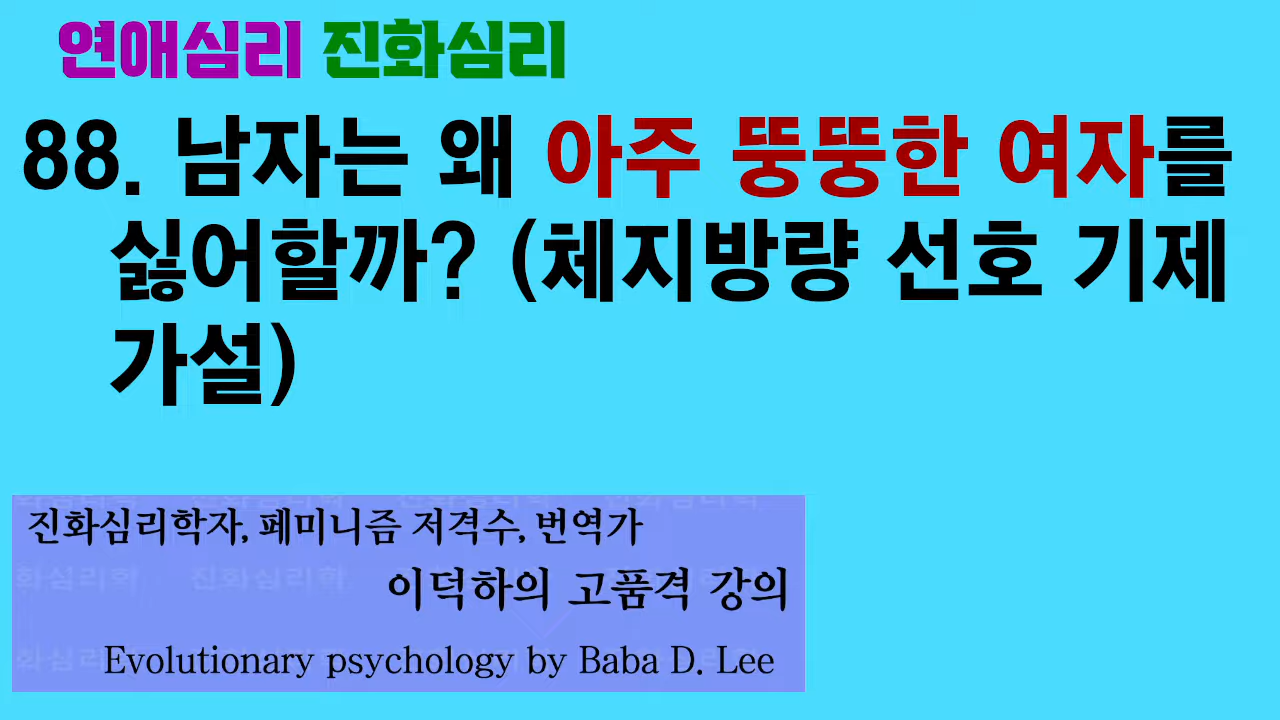 연애심리 진화심리
88. 남자는 왜 아주 뚱뚱한 여자를
싫어할까? (체지방량 선호 기제
가설)
진화심리학자, 페미니즘 저격수, 번역가
이덕하의 고품격 강의
Evolutionary psychology by Baba D. Lee